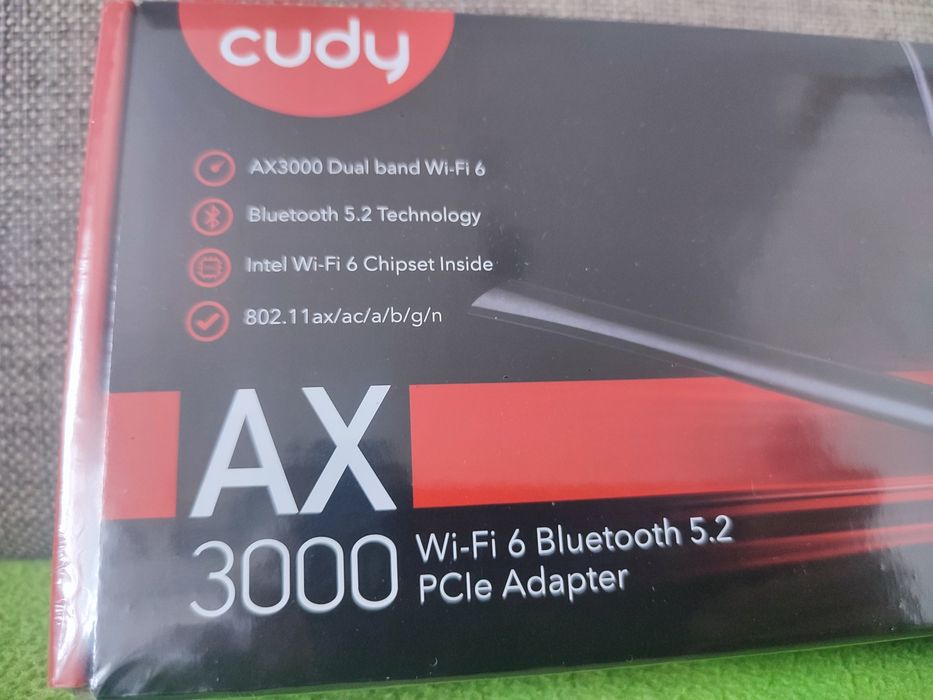 cudy
AX3000 Dual band Wi-Fi 6
Bluetooth 5.2 Technology
Intel Wi-Fi 6 Chipset Inside
802.11ax/ac/a/b/g/n
AX
3000
Wi-Fi 6 Bluetooth 5.2
PCIe Adapter